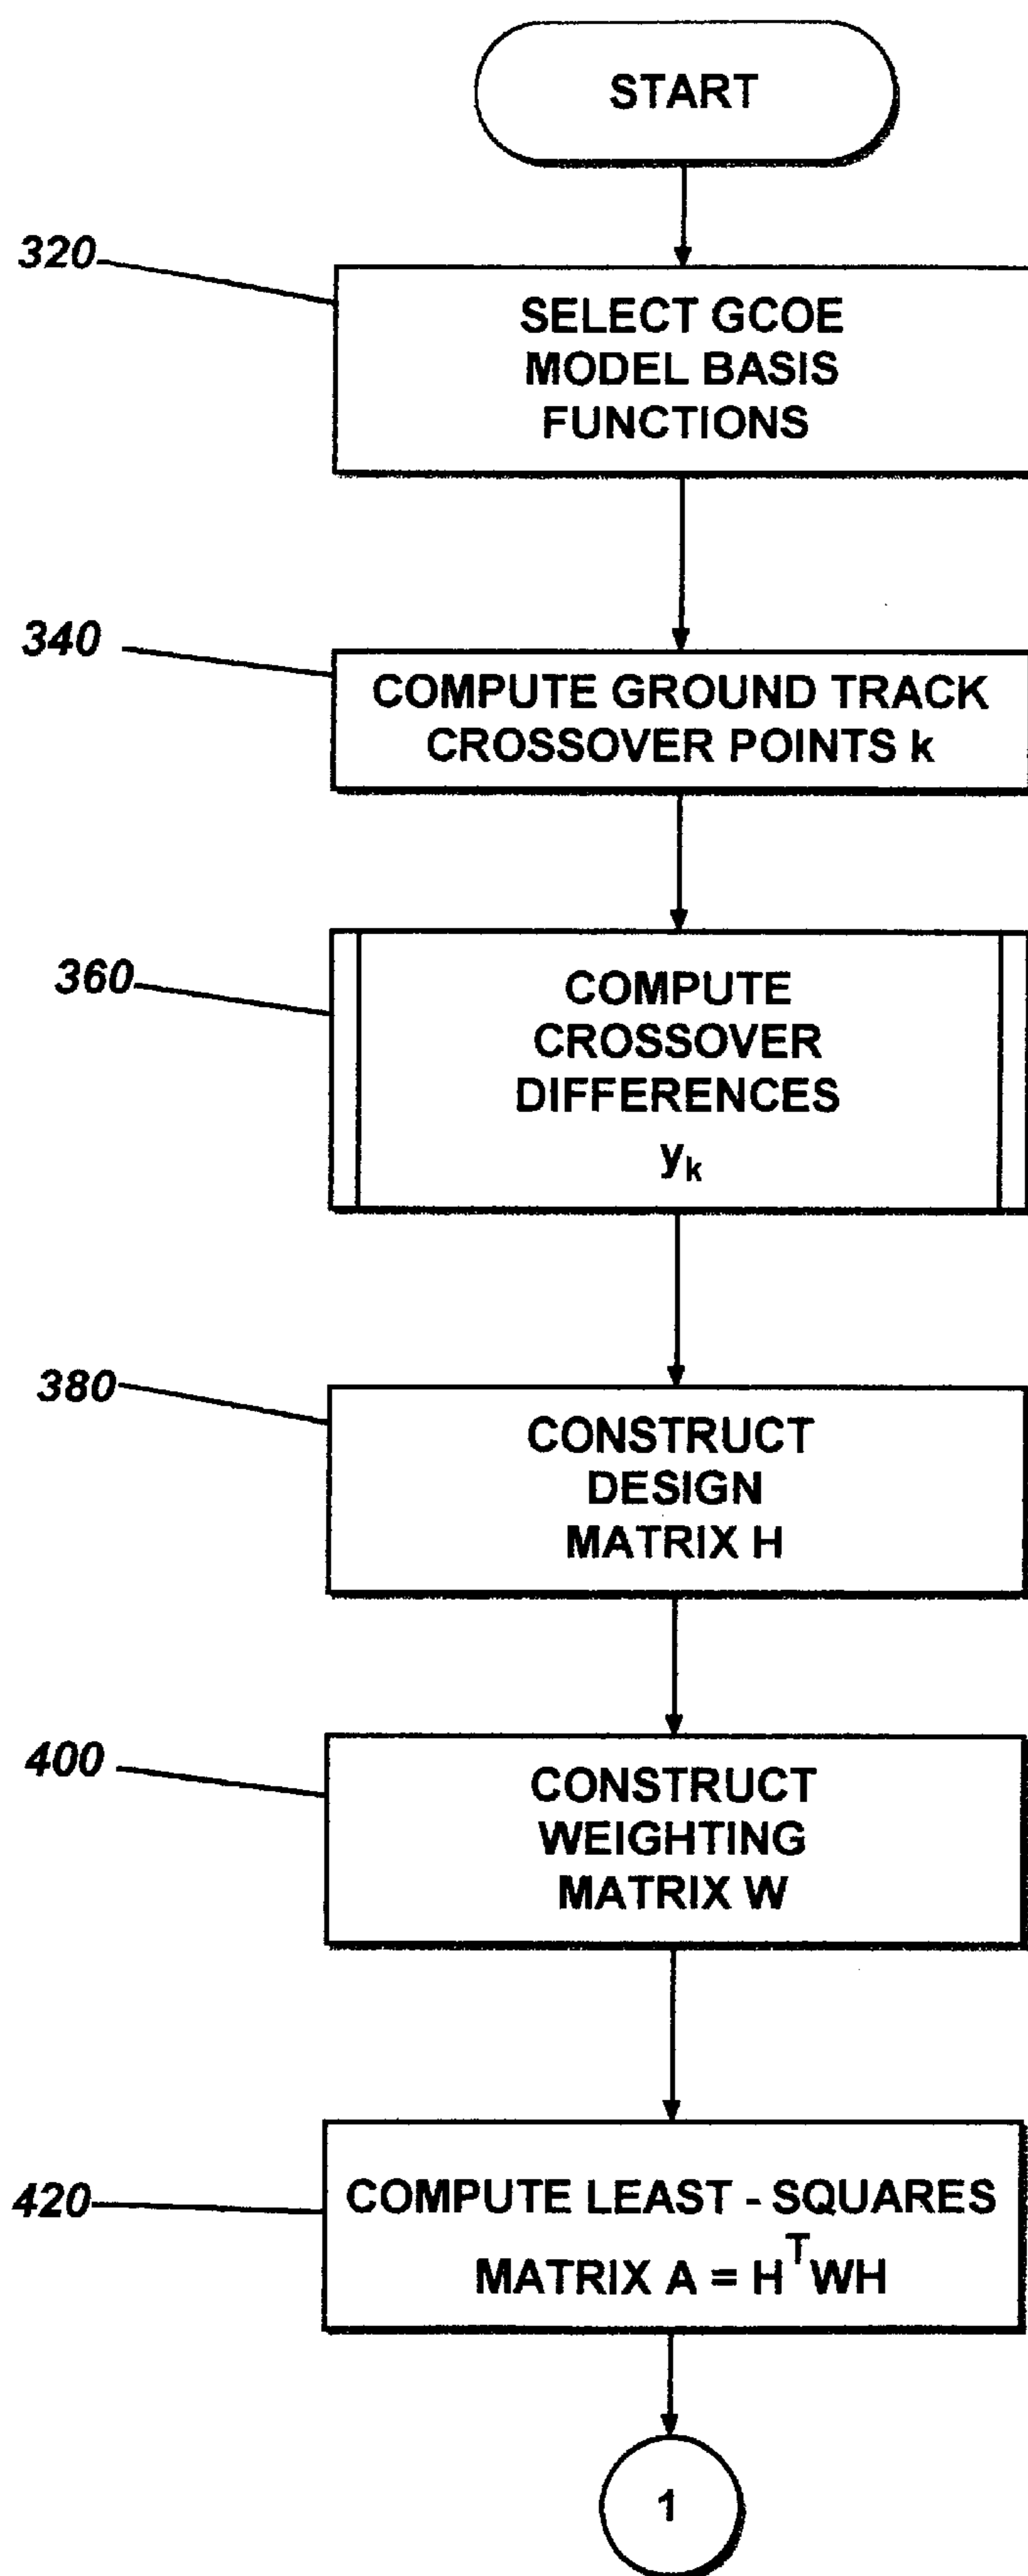 START
320
SELECT GCOE
MODEL BASIS
FUNCTIONS
340
COMPUTE GROUND TRACK
CROSSOVER POINTS k
360
COMPUTE
CROSSOVER
DIFFERENCES
yₖ
380
CONSTRUCT
DESIGN
MATRIX H
400
CONSTRUCT
WEIGHTING
MATRIX W
420
COMPUTE LEAST - SQUARES
MATRIX A = HᵀWH
1